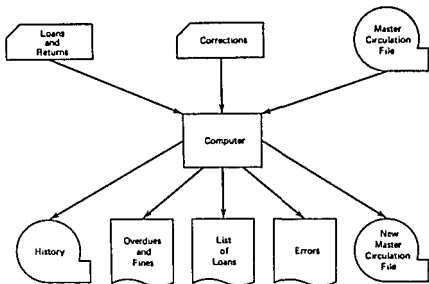 Loans
and
Returns
Corrections
Master
Circulation
File
Computer
History
Overdues
and
Fines
List
of
Loans
Errors
New
Master
Circulation
File